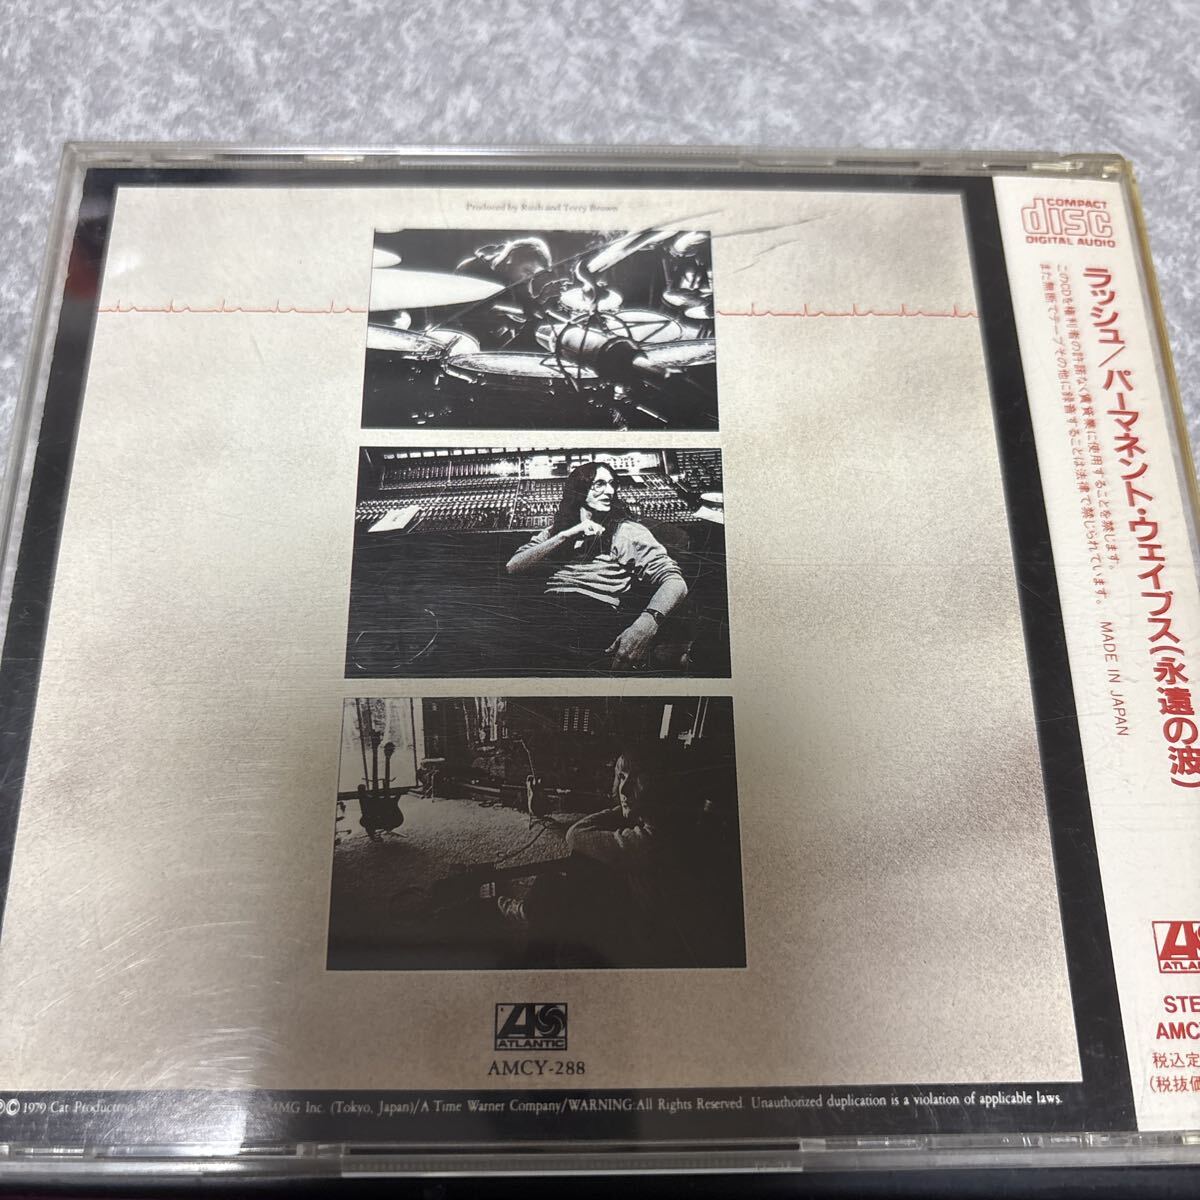 Produced by Rush and Terry Brown
COMPACT
disc
DIGITAL AUDIO
ラッシュ/パーマネント・ウェイブス(永遠の波)
このCDを権利者の許諾なく賃貸業に使用することを禁じます。
また無断でテープその他に録音することは法律で禁じられています。 MADE IN JAPAN
ATLANTIC
AMCY-288
ⓅⒸ 1979 Cat Production MMG Inc. (Tokyo, Japan)/A Time Warner Company/WARNING:All Rights Reserved. Unauthorized duplication is a violation of applicable laws.
ATLAN
STE
AMC
税込定
(税抜価